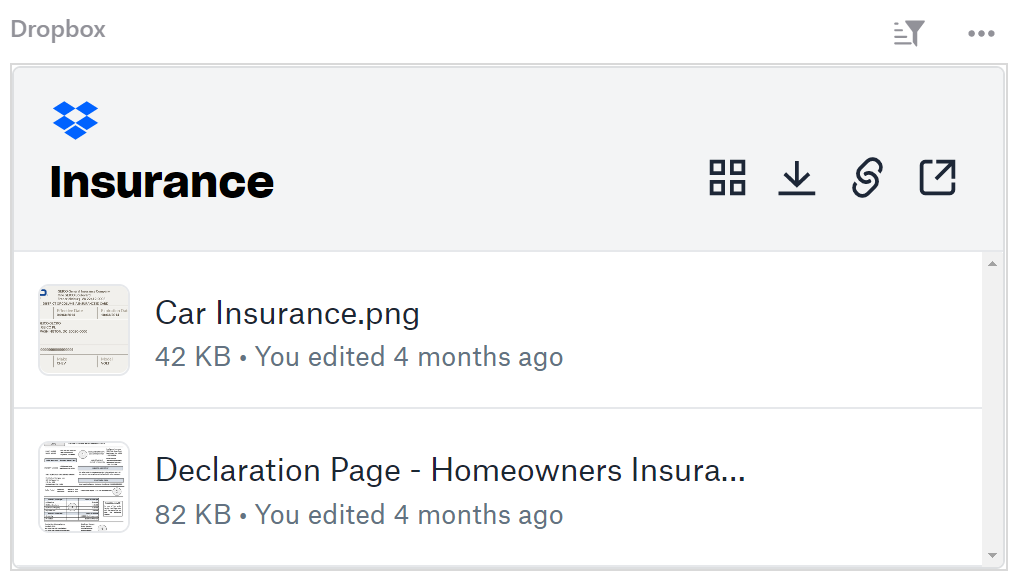 Dropbox
Insurance
Car Insurance.png
42 KB • You edited 4 months ago
Declaration Page - Homeowners Insura...
82 KB • You edited 4 months ago